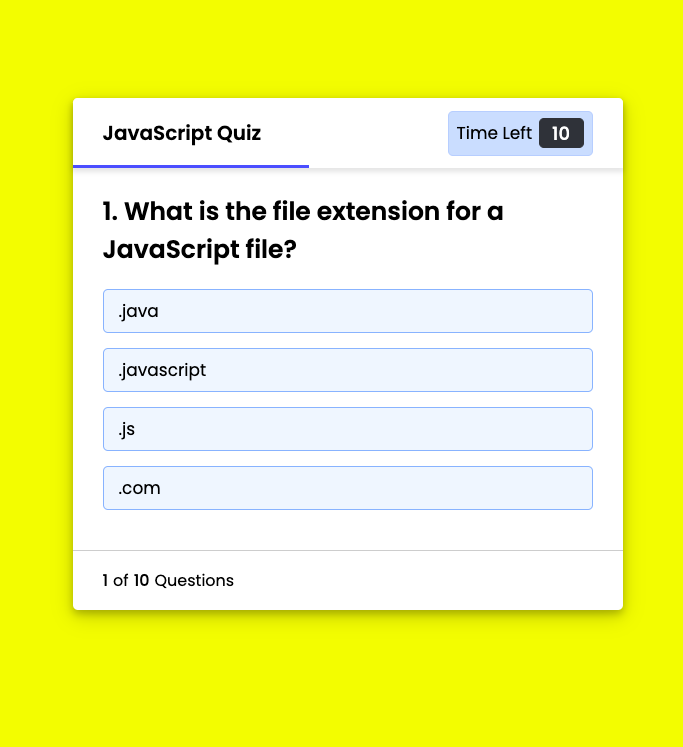 JavaScript Quiz
Time Left 10
1. What is the file extension for a
JavaScript file?
.java
.javascript
.js
.com
1 of 10 Questions